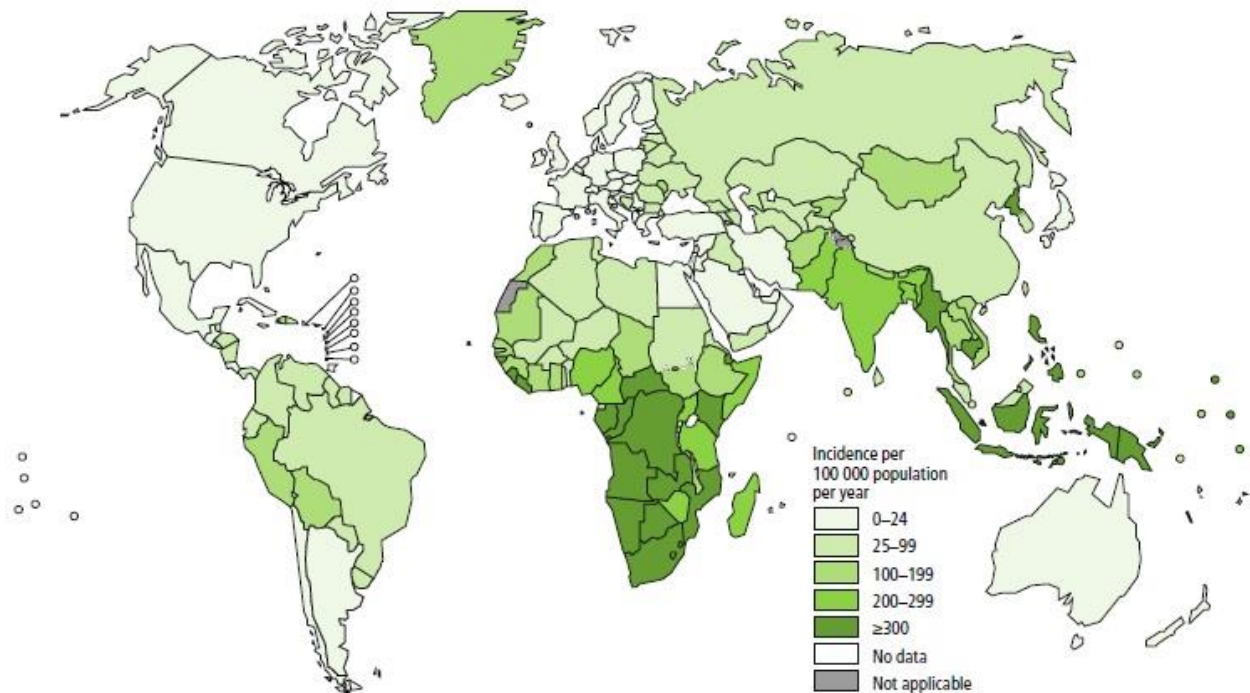 Incidence per
100 000 population
per year
0–24
25–99
100–199
200–299
≥300
No data
Not applicable